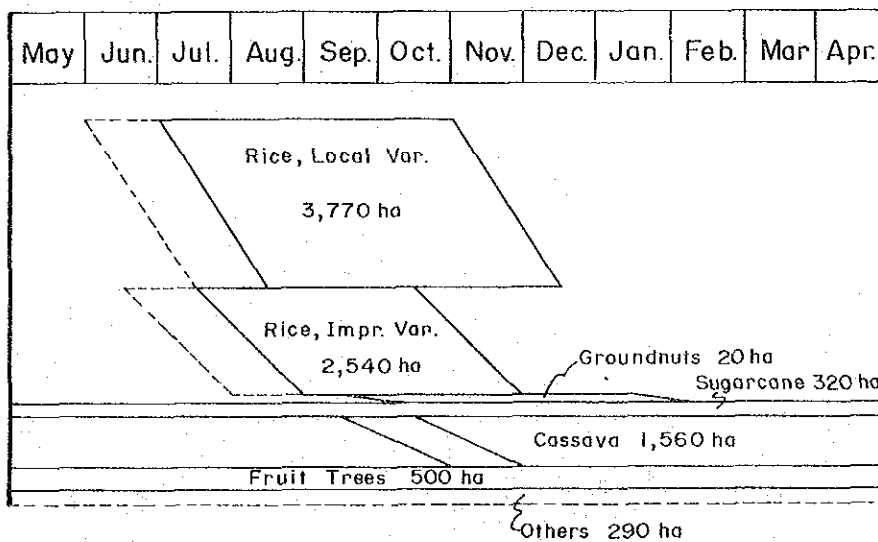 May Jun. Jul. Aug. Sep. Oct. Nov. Dec. Jan. Feb. Mar Apr.
Rice, Local Var.
3,770 ha
Rice, Impr. Var.
2,540 ha
Groundnuts 20 ha
Sugarcane 320 ha
Cassava 1,560 ha
Fruit Trees 500 ha
Others 290 ha